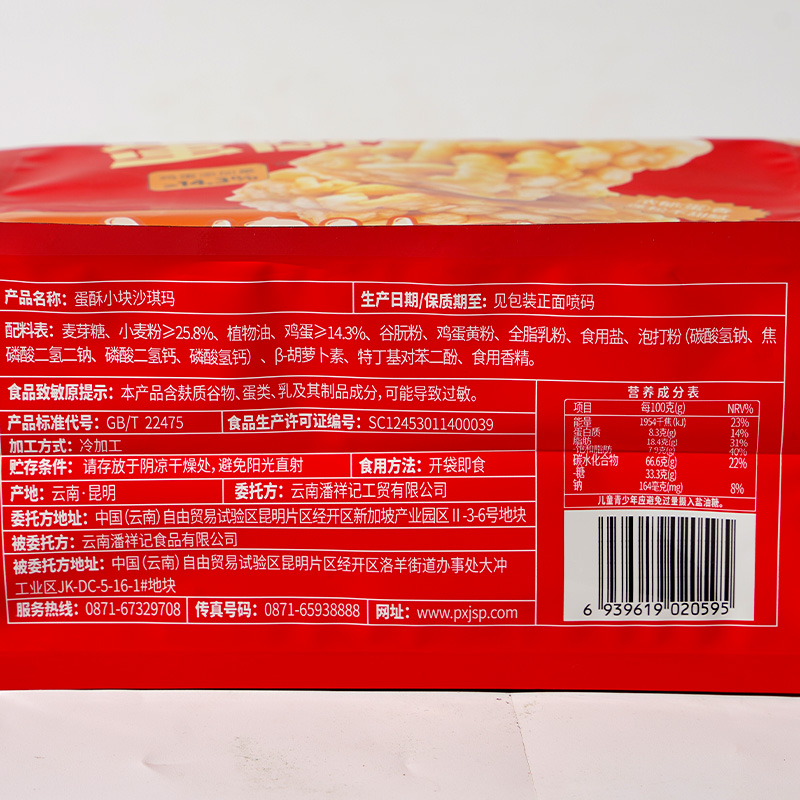 ≥14.3%
产品名称：蛋酥小块沙琪玛
生产日期/保质期至：见包装正面喷码
配料表：麦芽糖、小麦粉≥25.8%、植物油、鸡蛋≥14.3%、谷朊粉、鸡蛋黄粉、全脂乳粉、食用盐、泡打粉（碳酸氢钠、焦
磷酸二氢二钠、磷酸二氢钙、磷酸氢钙）、β-胡萝卜素、特丁基对苯二酚、食用香精。
食品致敏原提示：本产品含麸质谷物、蛋类、乳及其制品成分，可能导致过敏。
产品标准代号：GB/T 22475
食品生产许可证编号：SC12453011400039
加工方式：冷加工
贮存条件：请存放于阴凉干燥处，避免阳光直射
食用方法：开袋即食
产地：云南·昆明
委托方：云南潘祥记工贸有限公司
委托方地址：中国（云南）自由贸易试验区昆明片区经开区新加坡产业园区Ⅱ-3-6号地块
被委托方：云南潘祥记食品有限公司
被委托方地址：中国（云南）自由贸易试验区昆明片区经开区洛羊街道办事处大冲
工业区JK-DC-5-16-1#地块
服务热线：0871-67329708
传真号码：0871-65938888
网址：www.pxjsp.com
营养成分表
项目 每100克(g) NRV%
能量 1954千焦(kJ) 23%
蛋白质 8.3克(g) 14%
脂肪 18.4克(g) 31%
-饱和脂肪 7.9克(g) 40%
碳水化合物 66.6克(g) 22%
-糖 33.3克(g)
钠 164毫克(mg) 8%
儿童青少年应避免过量摄入盐油糖。
6 939619 020595